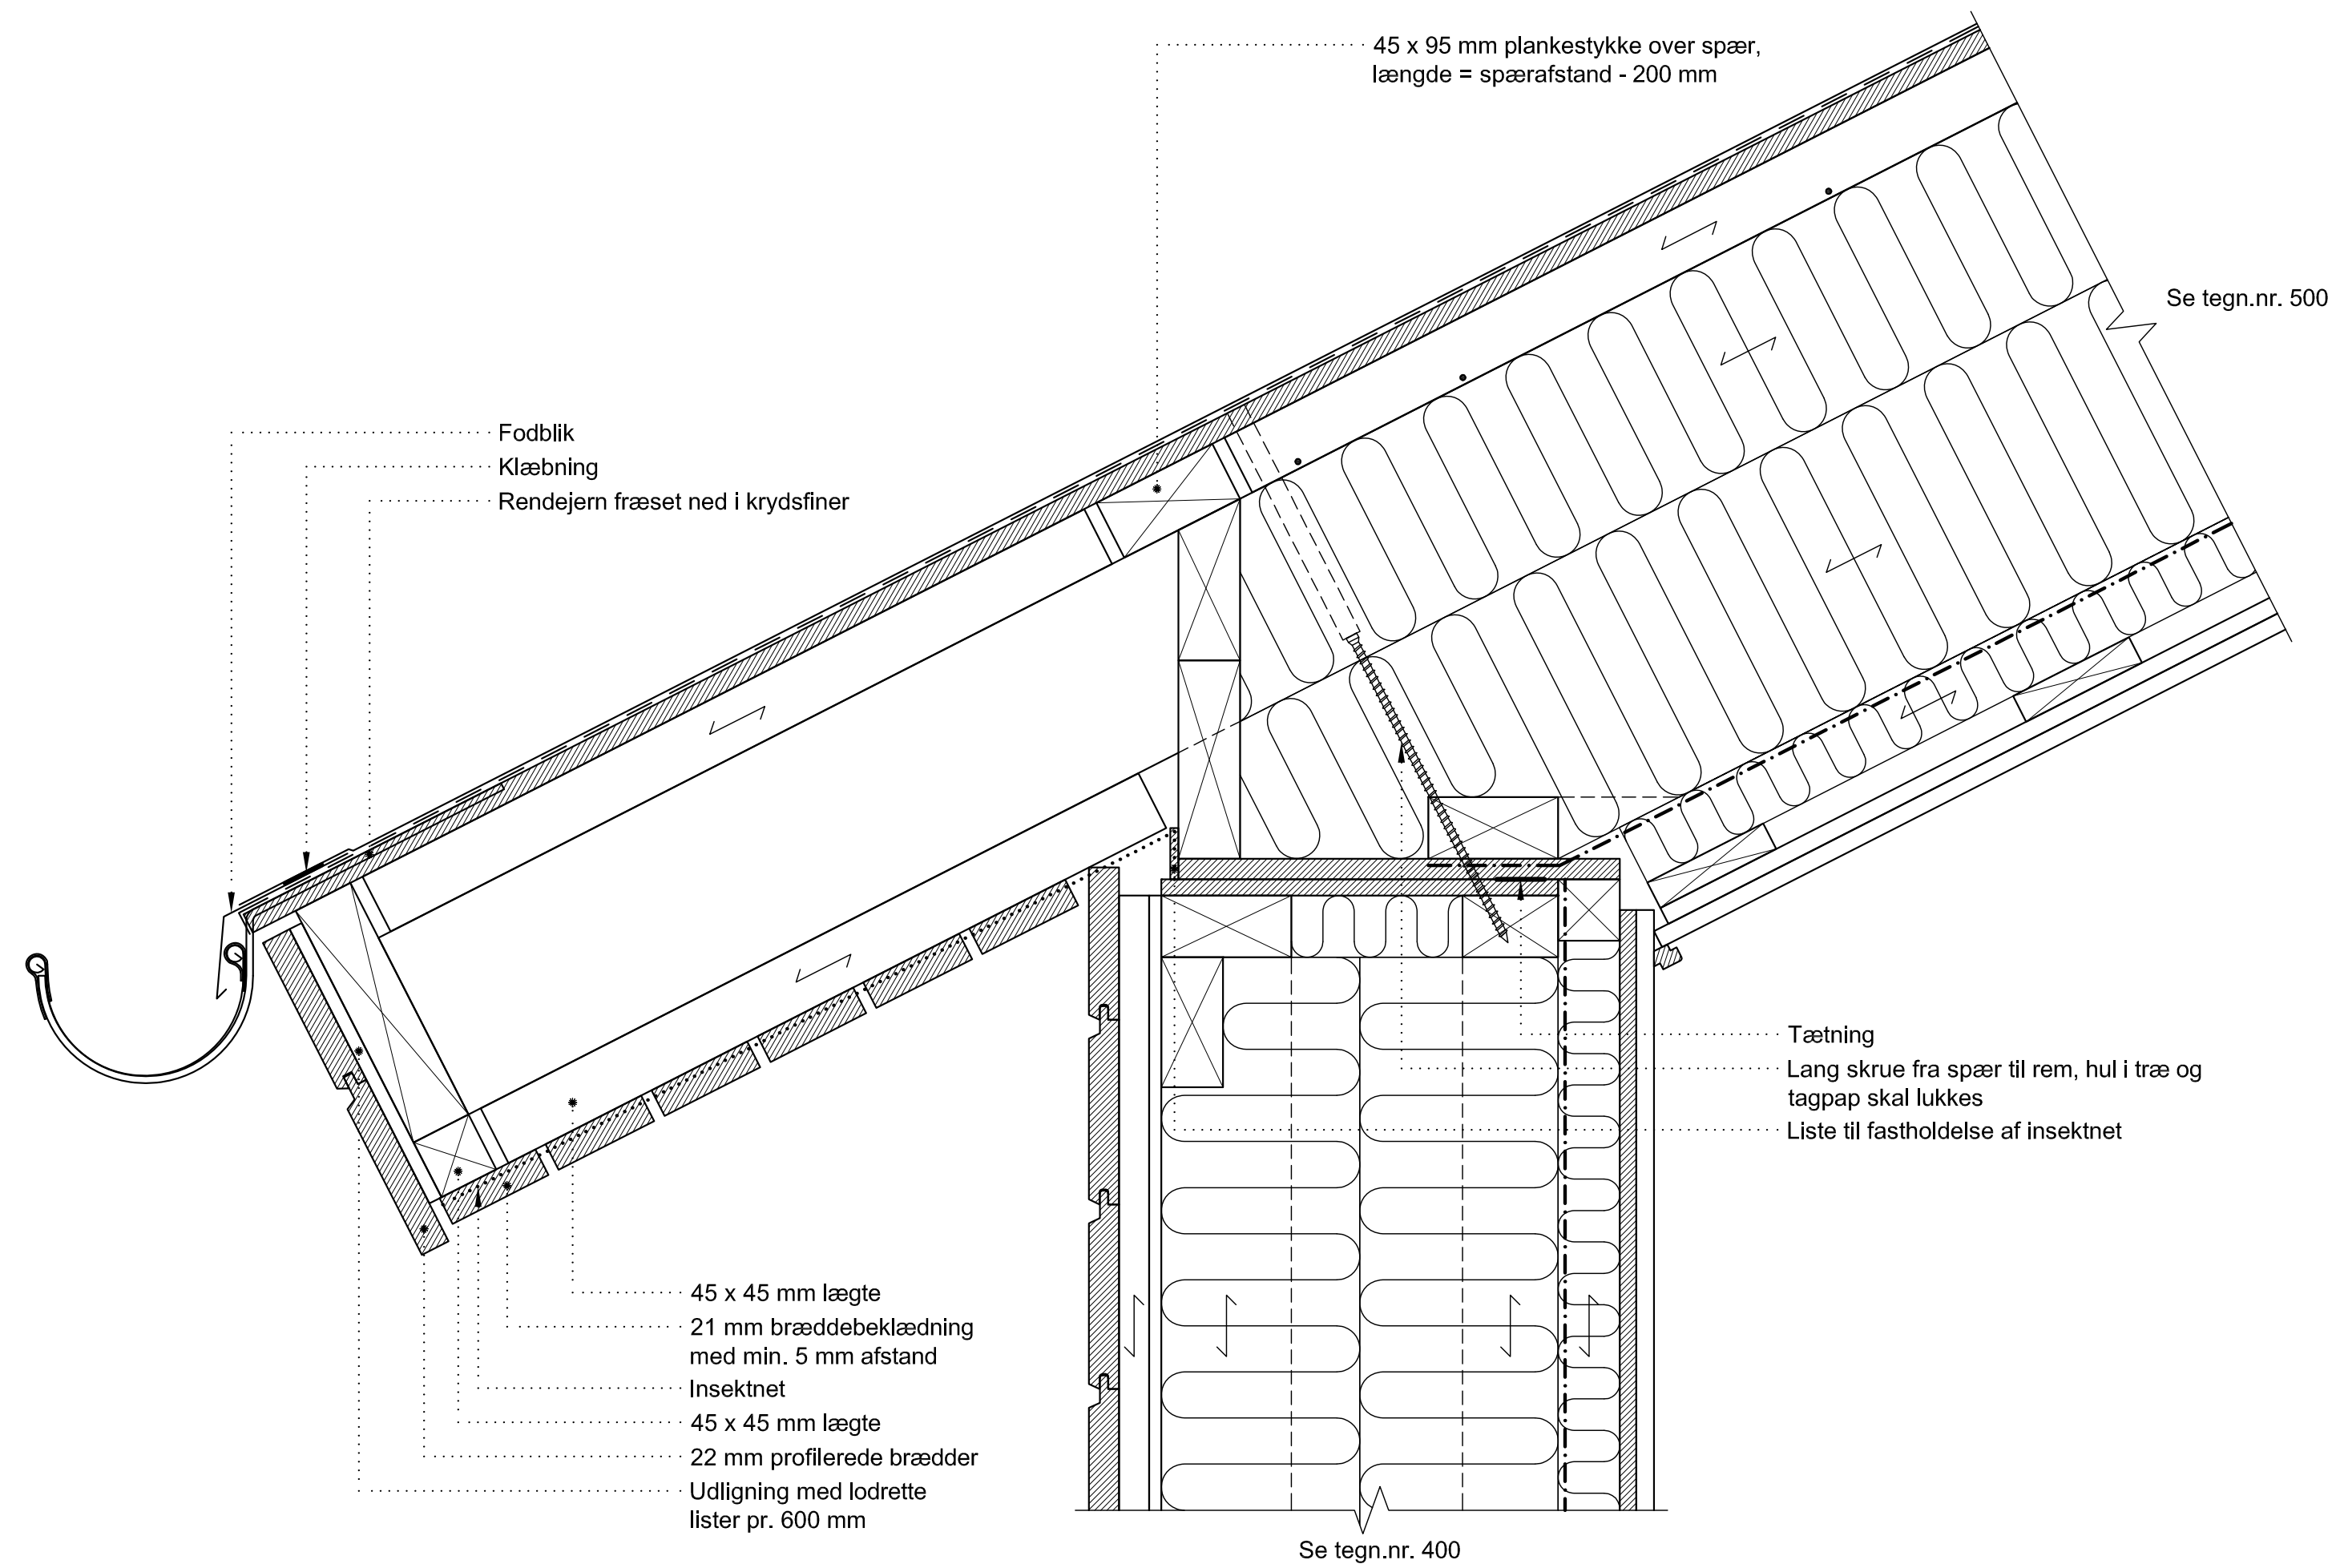 45 x 95 mm plankestykke over spær,
længde = spærafstand - 200 mm
Se tegn.nr. 500
Fodblik
Klæbning
Rendejern fræset ned i krydsfiner
Tætning
Lang skrue fra spær til rem, hul i træ og
tagpap skal lukkes
Liste til fastholdelse af insektnet
45 x 45 mm lægte
21 mm bræddebeklædning
med min. 5 mm afstand
Insektnet
45 x 45 mm lægte
22 mm profilerede brædder
Udligning med lodrette
lister pr. 600 mm
Se tegn.nr. 400